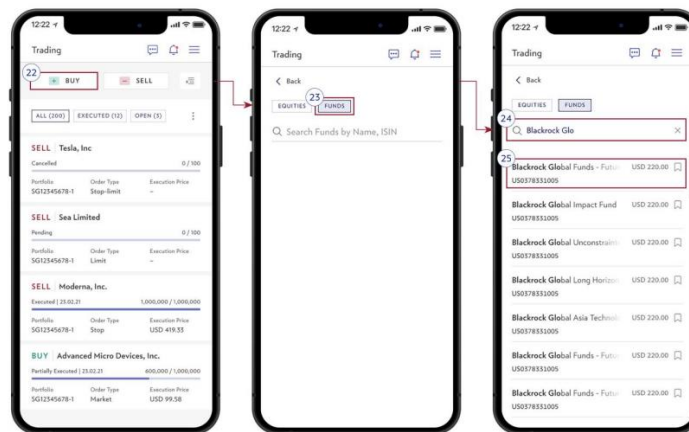 12:22
Trading
22
BUY
SELL
ALL (200) EXECUTED (12) OPEN (5)
SELL Tesla, Inc
Cancelled 0 / 100
Portfolio Order Type Execution Price
SG12345678-1 Stop-limit –
SELL Sea Limited
Pending 0 / 100
Portfolio Order Type Execution Price
SG12345678-1 Limit –
SELL Moderna, Inc.
Executed | 23.02.21 1,000,000 / 1,000,000
Portfolio Order Type Execution Price
SG12345678-1 Stop USD 419.33
BUY Advanced Micro Devices, Inc.
Partially Executed | 23.02.21 600,000 / 1,000,000
Portfolio Order Type Execution Price
SG12345678-1 Market USD 99.58
12:22
Trading
Back
23
EQUITIES FUNDS
Search Funds by Name, ISIN
12:22
Trading
Back
EQUITIES FUNDS
24
Blackrock Glo
25
Blackrock Global Funds - Futu USD 220.00
US0378331005
Blackrock Global Impact Fund USD 220.00
US0378331005
Blackrock Global Unconstrain USD 220.00
US0378331005
Blackrock Global Long Horizo USD 220.00
US0378331005
Blackrock Global Asia Technol USD 220.00
US0378331005
Blackrock Global Funds - Futu USD 220.00
US0378331005
Blackrock Global Funds - Futu USD 220.00
US0378331005